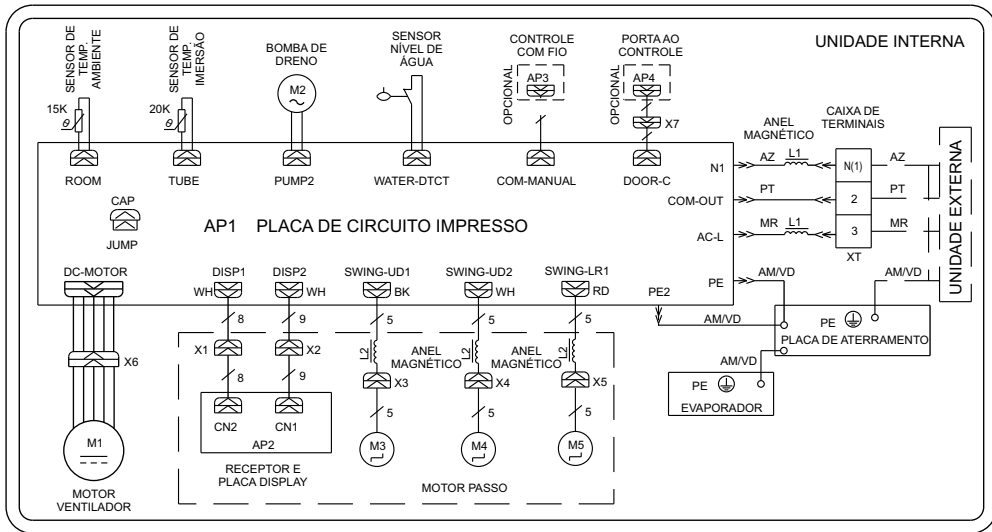 UNIDADE INTERNA
SENSOR DE
TEMP.
AMBIENTE
SENSOR DE
TEMP.
IMERSÃO
BOMBA DE
DRENO
SENSOR
NÍVEL DE
ÁGUA
CONTROLE
COM FIO
PORTA AO
CONTROLE
OPCIONAL
AP3
OPCIONAL
AP4
15K
θ
20K
θ
M2
X7
ROOM
TUBE
PUMP2
WATER-DTCT
COM-MANUAL
DOOR-C
ANEL
MAGNÉTICO
CAIXA DE
TERMINAIS
N1
AZ
L1
N(1)
AZ
COM-OUT
PT
2
PT
AC-L
MR
L1
3
MR
XT
UNIDADE EXTERNA
CAP
JUMP
AP1 PLACA DE CIRCUITO IMPRESSO
DC-MOTOR
DISP1
DISP2
SWING-UD1
SWING-UD2
SWING-LR1
WH
WH
BK
WH
RD
PE2
PE
AM/VD
AM/VD
AM/VD
PE
PLACA DE ATERRAMENTO
AM/VD
PE
EVAPORADOR
8
9
5
5
5
X1
X2
L2
ANEL
MAGNÉTICO
L2
ANEL
MAGNÉTICO
L2
X6
8
9
X3
X4
X5
5
5
5
CN2
CN1
AP2
M1
M3
M4
M5
RECEPTOR E
PLACA DISPLAY
MOTOR PASSO
MOTOR
VENTILADOR